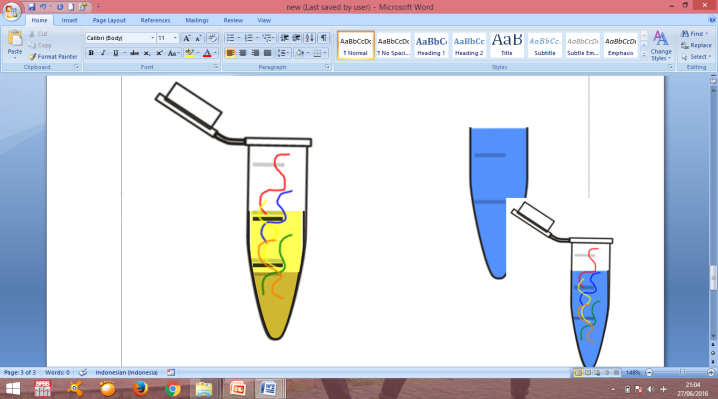 new (Last saved by user) - Microsoft Word
Home Insert Page Layout References Mailings Review View
Paste
Cut
Copy
Format Painter
Clipboard
Calibri (Body) 11
Font
Paragraph
AaBbCcDc AaBbCcDc AaBbC AaBbCc AaB AaBbCc. AaBbCcDc AaBbCcDc
¶ Normal ¶ No Spaci... Heading 1 Heading 2 Title Subtitle Subtle Em... Emphasis
Change Styles
Styles
Find
Replace
Select
Editing
Page: 3 of 3 Words: 0 Indonesian (Indonesia) 148%
SPSS
21:04
27/06/2016